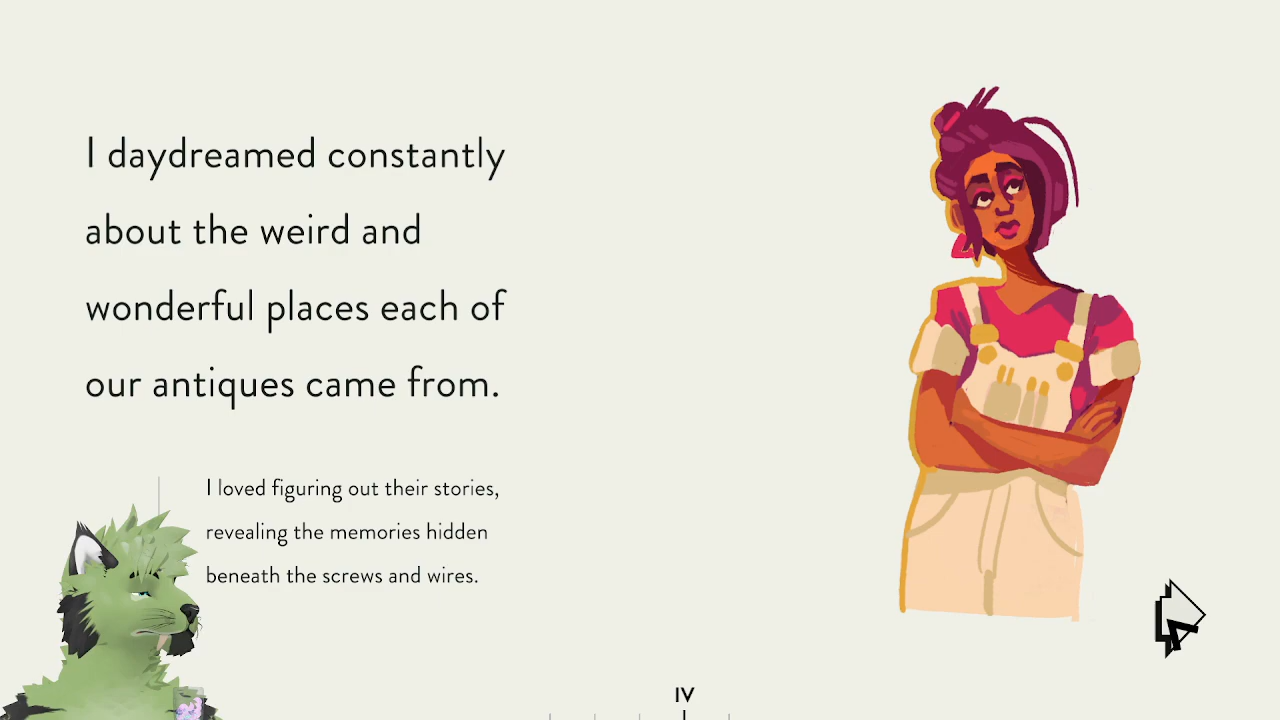 I daydreamed constantly
about the weird and
wonderful places each of
our antiques came from.
I loved figuring out their stories,
revealing the memories hidden
beneath the screws and wires.
IV